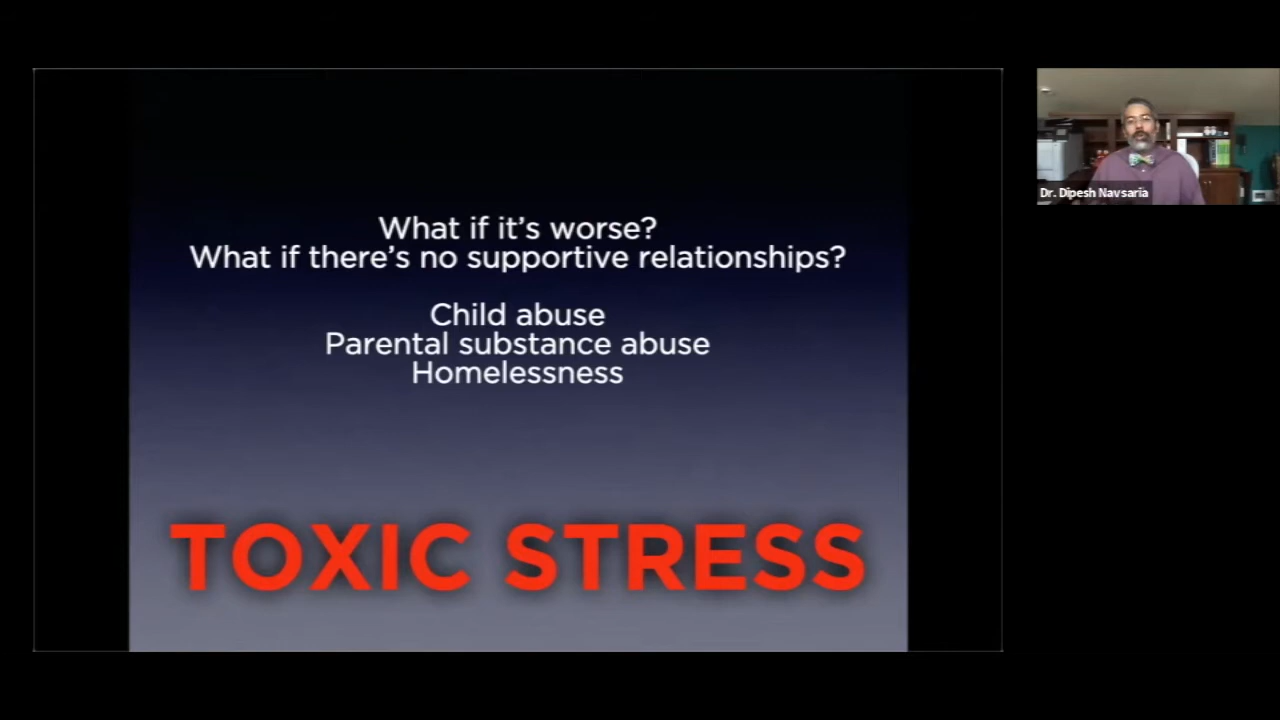 What if it's worse?
What if there's no supportive relationships?
Child abuse
Parental substance abuse
Homelessness
TOXIC STRESS
Dr. Dipesh Navsaria